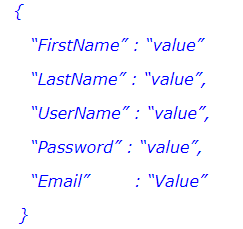 {
“FirstName” : “value”
“LastName” : “value”,
“UserName” : “value”,
“Password” : “value”,
“Email” : “Value”
}